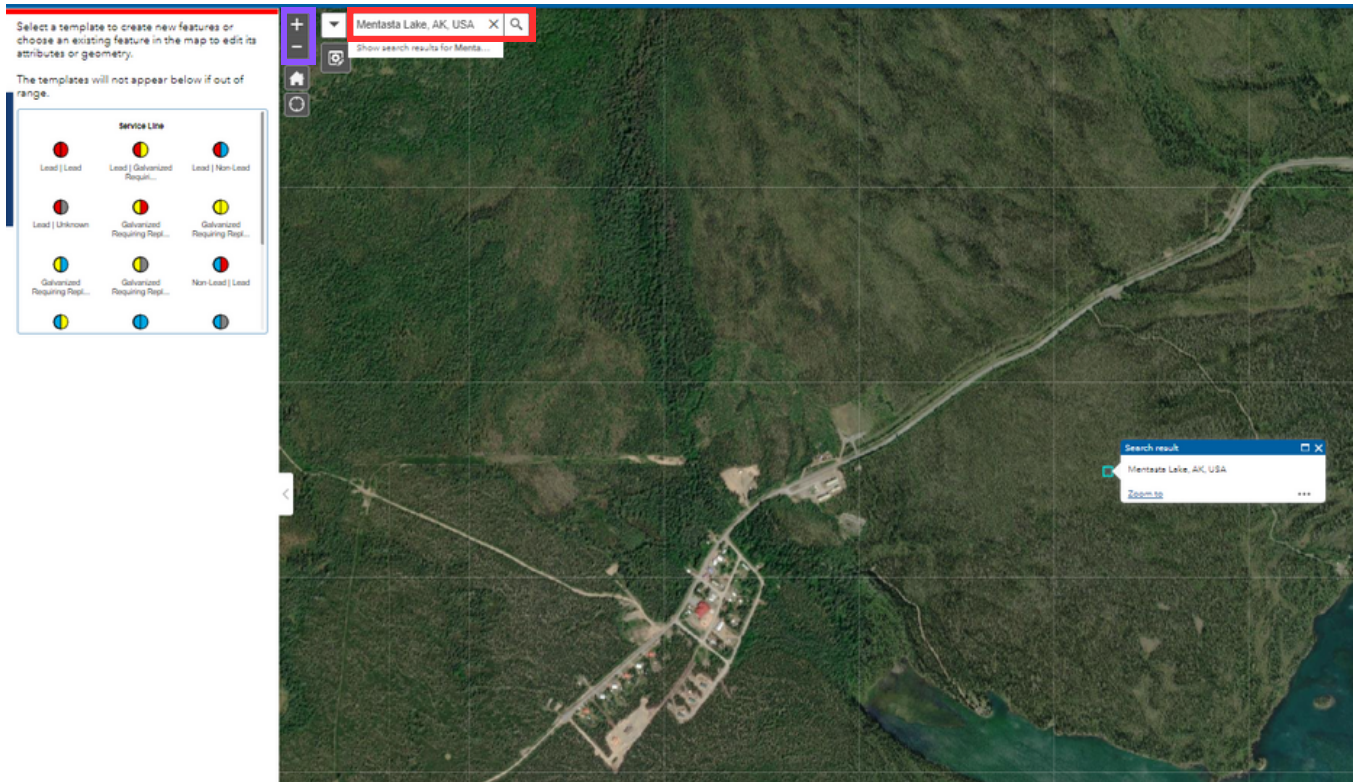 Select a template to create new features or
choose an existing feature in the map to edit its
attributes or geometry.
The templates will not appear below if out of
range.
Service Line
Lead | Lead
Lead | Galvanized
Requiri...
Lead | Non-Lead
Lead | Unknown
Galvanized
Requiring Repl...
Galvanized
Requiring Repl...
Galvanized
Requiring Repl...
Galvanized
Requiring Repl...
Non-Lead | Lead
+
−
Mentasta Lake, AK, USA
Show search results for Menta...
Search result
Mentasta Lake, AK, USA
Zoom to